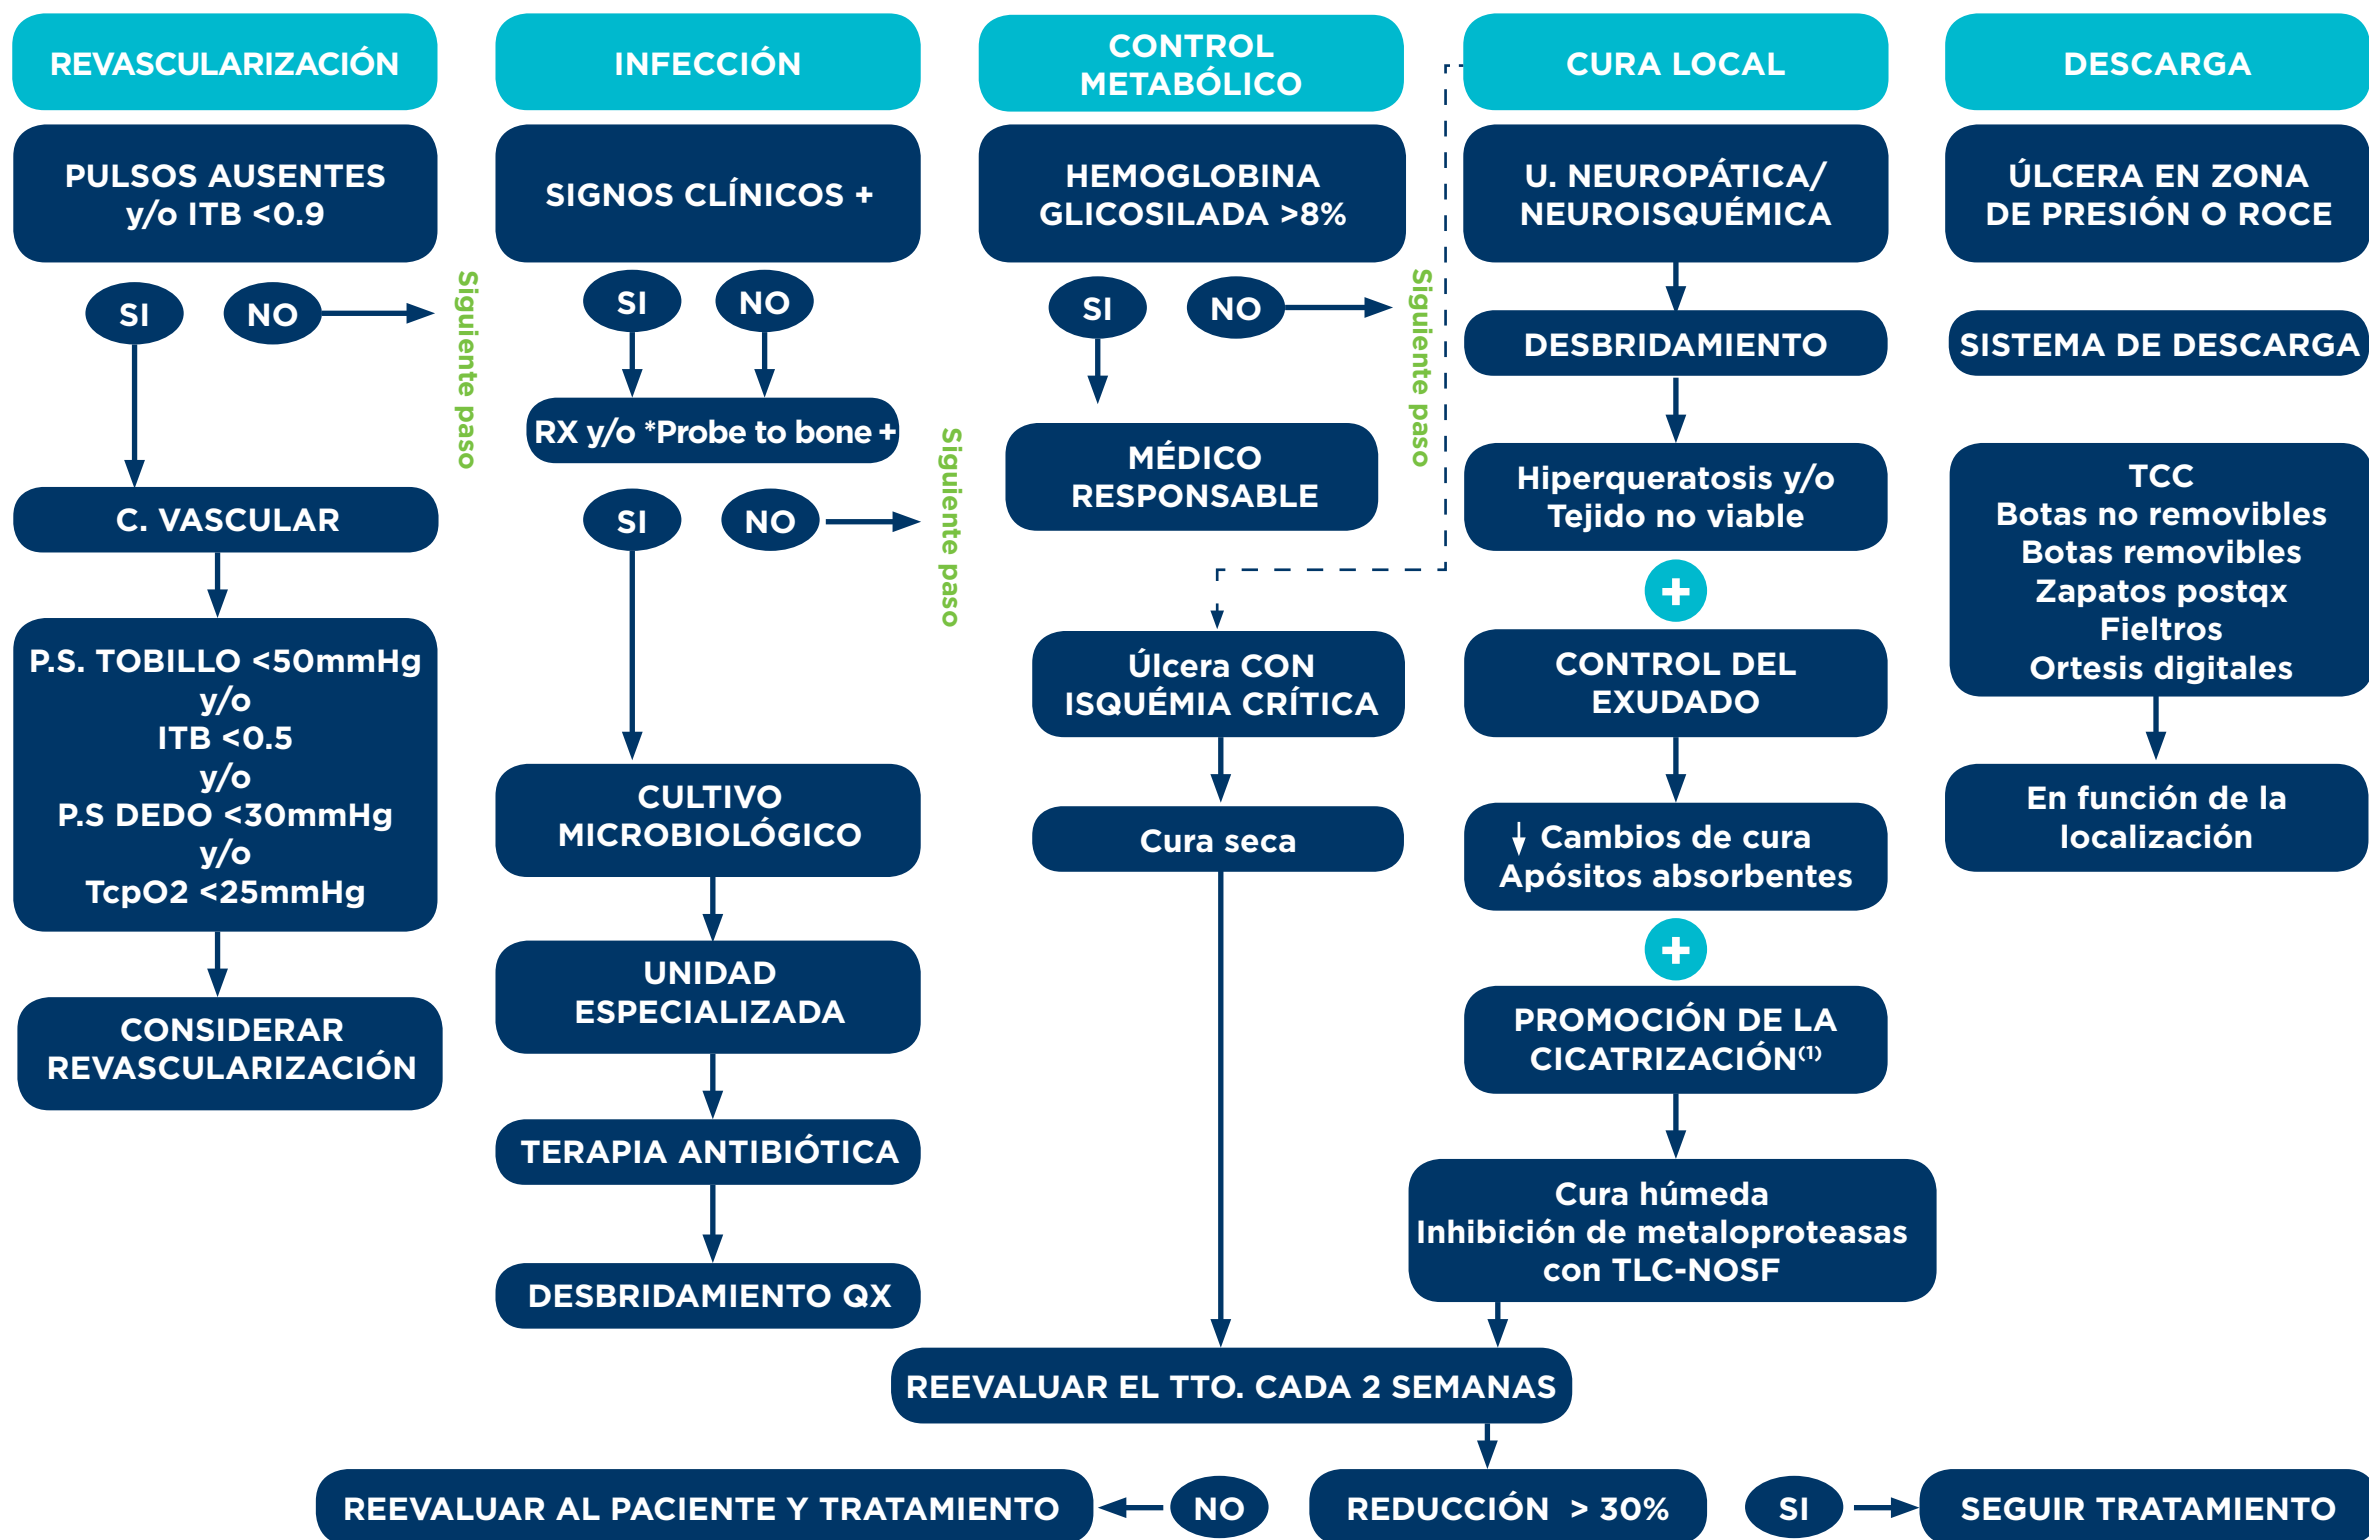 REVASCULARIZACIÓN
PULSOS AUSENTES
y/o ITB <0.9
SI
NO
Siguiente paso
C. VASCULAR
P.S. TOBILLO <50mmHg
y/o
ITB <0.5
y/o
P.S DEDO <30mmHg
y/o
TcpO2 <25mmHg
CONSIDERAR
REVASCULARIZACIÓN
INFECCIÓN
SIGNOS CLÍNICOS +
SI
NO
RX y/o *Probe to bone +
SI
NO
Siguiente paso
CULTIVO
MICROBIOLÓGICO
UNIDAD
ESPECIALIZADA
TERAPIA ANTIBIÓTICA
DESBRIDAMIENTO QX
CONTROL
METABÓLICO
HEMOGLOBINA
GLICOSILADA >8%
SI
NO
Siguiente paso
MÉDICO
RESPONSABLE
Úlcera CON
ISQUÉMIA CRÍTICA
Cura seca
CURA LOCAL
U. NEUROPÁTICA/
NEUROISQUÉMICA
DESBRIDAMIENTO
Hiperqueratosis y/o
Tejido no viable
+
CONTROL DEL
EXUDADO
↓ Cambios de cura
Apósitos absorbentes
+
PROMOCIÓN DE LA
CICATRIZACIÓN⁽¹⁾
Cura húmeda
Inhibición de metaloproteasas
con TLC-NOSF
DESCARGA
ÚLCERA EN ZONA
DE PRESIÓN O ROCE
SISTEMA DE DESCARGA
TCC
Botas no removibles
Botas removibles
Zapatos postqx
Fieltros
Ortesis digitales
En función de la
localización
REEVALUAR EL TTO. CADA 2 SEMANAS
REEVALUAR AL PACIENTE Y TRATAMIENTO
NO
REDUCCIÓN > 30%
SI
SEGUIR TRATAMIENTO